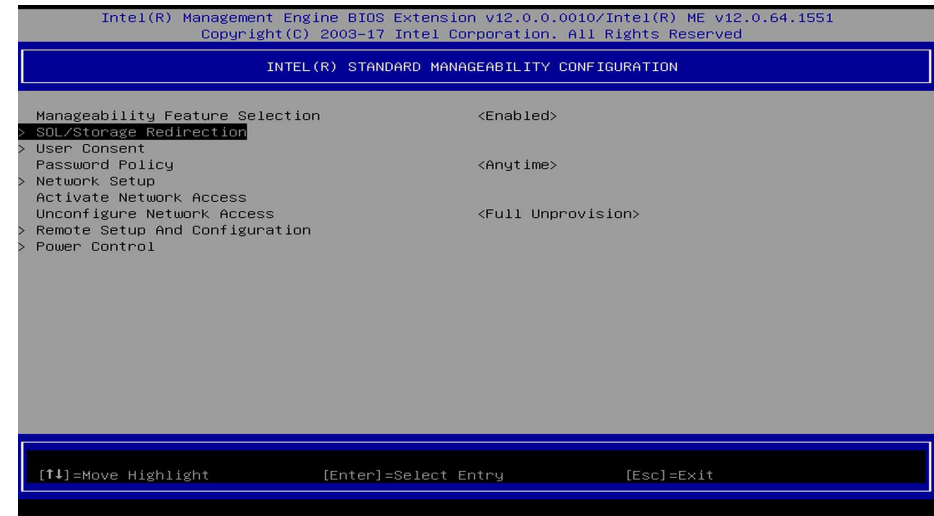 Intel(R) Management Engine BIOS Extension v12.0.0.0010/Intel(R) ME v12.0.64.1551
Copyright(C) 2003-17 Intel Corporation. All Rights Reserved
INTEL(R) STANDARD MANAGEABILITY CONFIGURATION
Manageability Feature Selection <Enabled>
> SOL/Storage Redirection
> User Consent
Password Policy <Anytime>
> Network Setup
Activate Network Access
Unconfigure Network Access <Full Unprovision>
> Remote Setup And Configuration
> Power Control
[↑↓]=Move Highlight [Enter]=Select Entry [Esc]=Exit